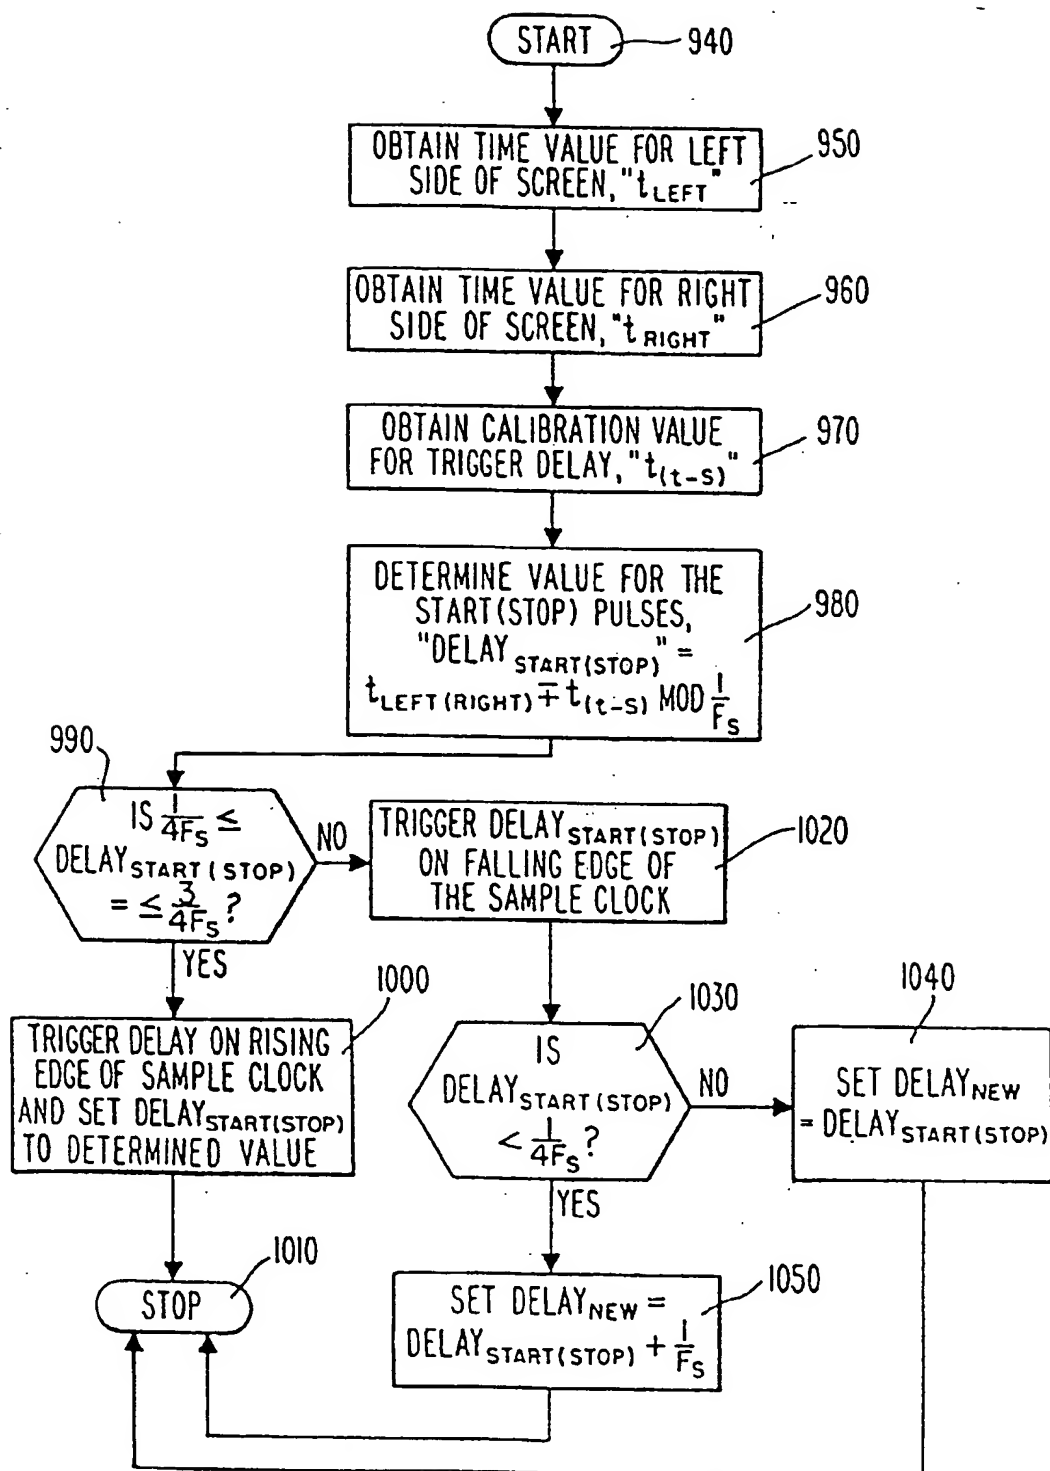 START
940
OBTAIN TIME VALUE FOR LEFT
SIDE OF SCREEN, "tLEFT"
950
OBTAIN TIME VALUE FOR RIGHT
SIDE OF SCREEN, "tRIGHT"
960
OBTAIN CALIBRATION VALUE
FOR TRIGGER DELAY, "t(t-S)"
970
DETERMINE VALUE FOR THE
START(STOP) PULSES,
"DELAY START(STOP)" =
tLEFT(RIGHT) ∓ t(t-S) MOD 1/FS
980
990
IS 1/4FS ≤
DELAYSTART(STOP)
= ≤ 3/4FS ?
NO
YES
TRIGGER DELAYSTART(STOP)
ON FALLING EDGE OF
THE SAMPLE CLOCK
1020
1000
TRIGGER DELAY ON RISING
EDGE OF SAMPLE CLOCK
AND SET DELAYSTART(STOP)
TO DETERMINED VALUE
1030
IS
DELAYSTART(STOP)
< 1/4FS ?
NO
YES
1040
SET DELAYNEW
= DELAYSTART(STOP)
1010
STOP
1050
SET DELAYNEW =
DELAYSTART(STOP) + 1/FS